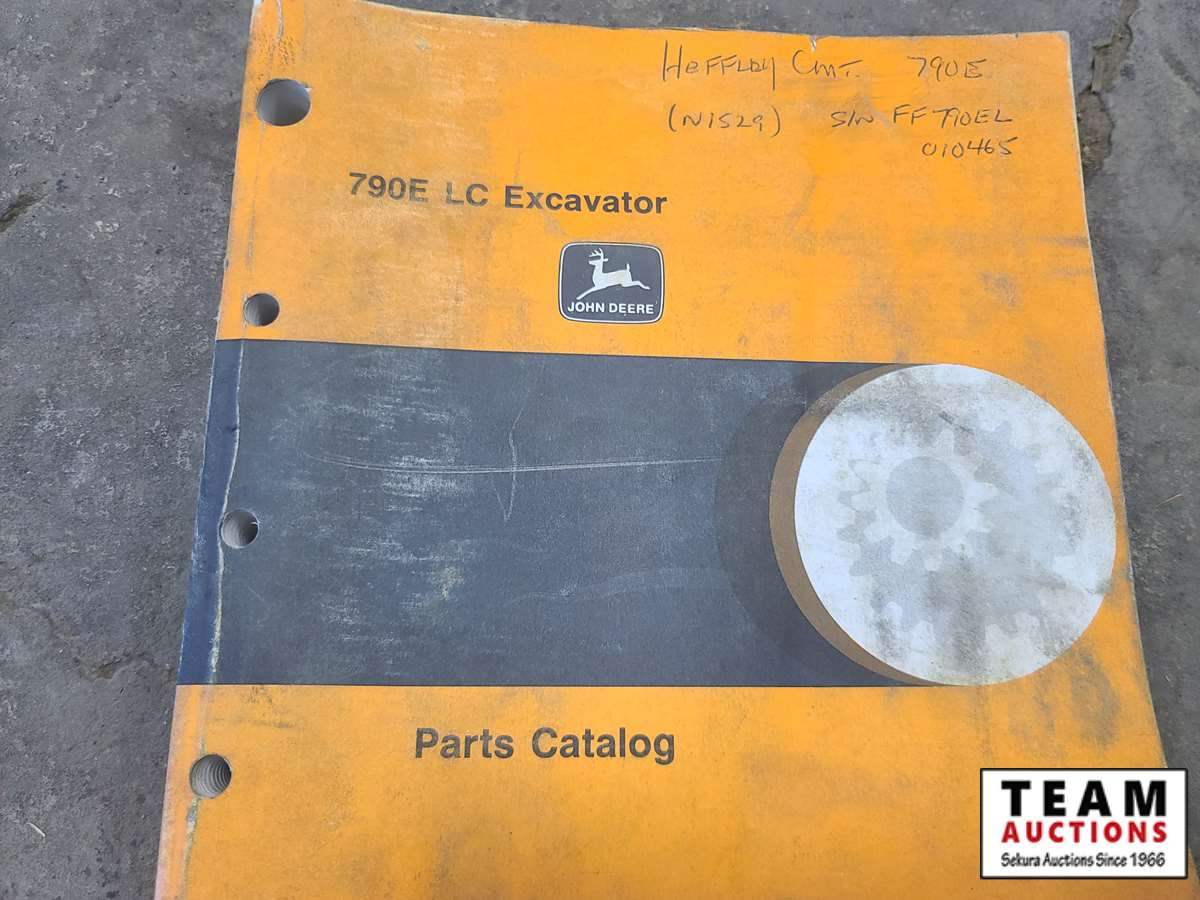 HEFFLEY CMT. 790E
(N1529) S/N FF790EL
010465
790E LC Excavator
JOHN DEERE
Parts Catalog
TEAM
AUCTIONS
Sekura Auctions Since 1966